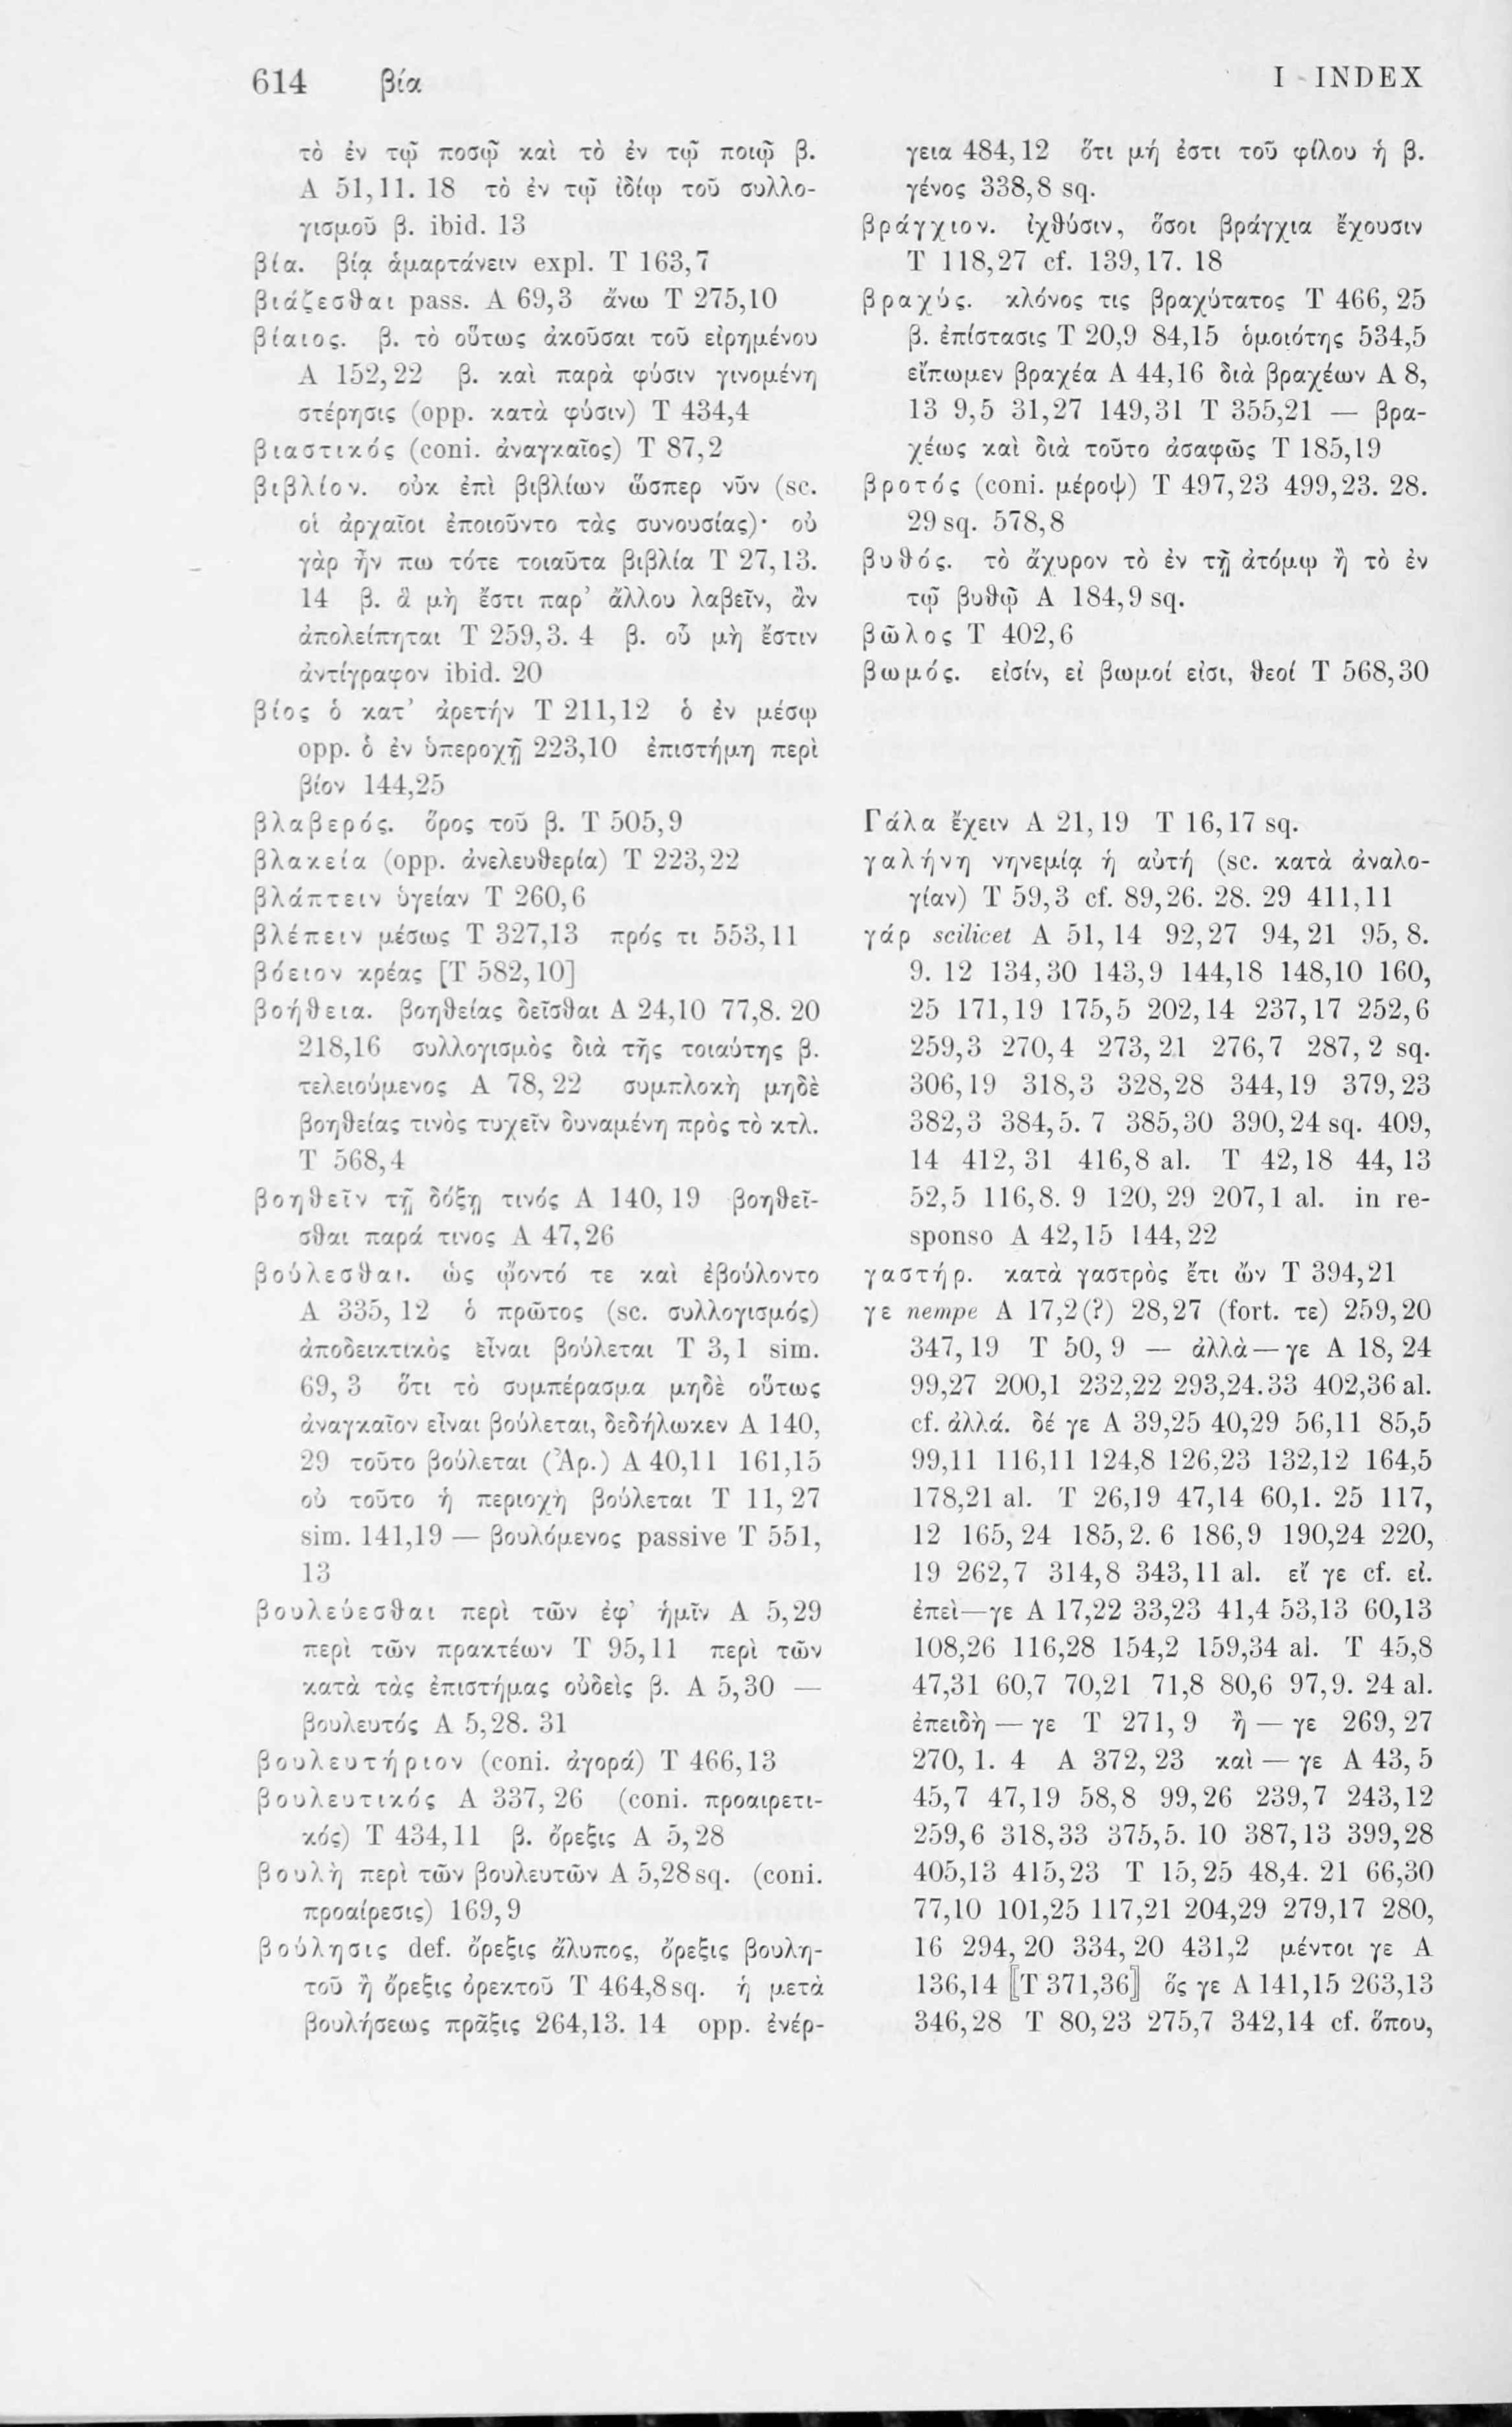 614 βία I INDEX
τὸ ἐν τῷ ποσῷ καὶ τὸ ἐν τῷ ποιῷ β.
A 51,11. 18 τὸ ἐν τῷ ἰδίῳ τοῦ συλλο-
γισμοῦ β. ibid. 13
βία. βίᾳ ἁμαρτάνειν expl. T 163,7
βιάζεσθαι pass. A 69,3 ἄνω T 275,10
βίαιος. β. τὸ οὕτως ἀκοῦσαι τοῦ εἰρημένου
A 152,22 β. καὶ παρὰ φύσιν γινομένη
στέρησις (opp. κατὰ φύσιν) T 434,4
βιαστικός (coni. ἀναγκαῖος) T 87,2
βιβλίον. οὐκ ἐπὶ βιβλίων ὥσπερ νῦν (sc.
οἱ ἀρχαῖοι ἐποιοῦντο τὰς συνουσίας)· οὐ
γὰρ ἦν πω τότε τοιαῦτα βιβλία T 27,13.
14 β. ἃ μὴ ἔστι παρ’ ἄλλου λαβεῖν, ἂν
ἀπολείπηται T 259,3. 4 β. οὗ μὴ ἔστιν
ἀντίγραφον ibid. 20
βίος ὁ κατ’ ἀρετήν T 211,12 ὁ ἐν μέσῳ
opp. ὁ ἐν ὑπεροχῇ 223,10 ἐπιστήμη περὶ
βίον 144,25
βλαβερός. ὅρος τοῦ β. T 505,9
βλακεία (opp. ἀνελευθερία) T 223,22
βλάπτειν ὑγείαν T 260,6
βλέπειν μέσως T 327,13 πρός τι 553,11
βόειον κρέας [T 582,10]
βοήθεια. βοηθείας δεῖσθαι A 24,10 77,8. 20
218,16 συλλογισμὸς διὰ τῆς τοιαύτης β.
τελειούμενος A 78,22 συμπλοκὴ μηδὲ
βοηθείας τινὸς τυχεῖν δυναμένη πρὸς τὸ κτλ.
T 568,4
βοηθεῖν τῇ δόξῃ τινός A 140,19 βοηθεῖ-
σθαι παρά τινος A 47,26
βούλεσθαι. ὡς ᾤοντό τε καὶ ἐβούλοντο
A 335,12 ὁ πρῶτος (sc. συλλογισμός)
ἀποδεικτικὸς εἶναι βούλεται T 3,1 sim.
69,3 ὅτι τὸ συμπέρασμα μηδὲ οὕτως
ἀναγκαῖον εἶναι βούλεται, δεδήλωκεν A 140,
29 τοῦτο βούλεται (Ἀρ.) A 40,11 161,15
οὐ τοῦτο ἡ περιοχὴ βούλεται T 11,27
sim. 141,19 — βουλόμενος passive T 551,
13
βουλεύεσθαι περὶ τῶν ἐφ’ ἡμῖν A 5,29
περὶ τῶν πρακτέων T 95,11 περὶ τῶν
κατὰ τὰς ἐπιστήμας οὐδεὶς β. A 5,30 —
βουλευτός A 5,28. 31
βουλευτήριον (coni. ἀγορά) T 466,13
βουλευτικός A 337,26 (coni. προαιρετι-
κός) T 434,11 β. ὄρεξις A 5,28
βουλὴ περὶ τῶν βουλευτῶν A 5,28 sq. (coni.
προαίρεσις) 169,9
βούλησις def. ὄρεξις ἄλυπος, ὄρεξις βουλη-
τοῦ ἢ ὄρεξις ὀρεκτοῦ T 464,8 sq. ἡ μετὰ
βουλήσεως πρᾶξις 264,13. 14 opp. ἐνέρ-
γεια 484,12 ὅτι μή ἐστι τοῦ φίλου ἡ β.
γένος 338,8 sq.
βράγχιον. ἰχθύσιν, ὅσοι βράγχια ἔχουσιν
T 118,27 cf. 139,17. 18
βραχύς. κλόνος τις βραχύτατος T 466,25
β. ἐπίστασις T 20,9 84,15 ὁμοιότης 534,5
εἴπωμεν βραχέα A 44,16 διὰ βραχέων A 8,
13 9,5 31,27 149,31 T 355,21 — βρα-
χέως καὶ διὰ τοῦτο ἀσαφῶς T 185,19
βροτός (coni. μέροψ) T 497,23 499,23. 28.
29 sq. 578,8
βυθός. τὸ ἄχυρον τὸ ἐν τῇ ἀτόμῳ ἢ τὸ ἐν
τῷ βυθῷ A 184,9 sq.
βῶλος T 402,6
βωμός. εἰσίν, εἰ βωμοί εἰσι, θεοί T 568,30
Γάλα ἔχειν A 21,19 T 16,17 sq.
γαλήνη νηνεμίᾳ ἡ αὐτή (sc. κατὰ ἀναλο-
γίαν) T 59,3 cf. 89,26. 28. 29 411,11
γάρ scilicet A 51,14 92,27 94,21 95,8.
9. 12 134,30 143,9 144,18 148,10 160,
25 171,19 175,5 202,14 237,17 252,6
259,3 270,4 273,21 276,7 287,2 sq.
306,19 318,3 328,28 344,19 379,23
382,3 384,5. 7 385,30 390,24 sq. 409,
14 412,31 416,8 al. T 42,18 44,13
52,5 116,8. 9 120,29 207,1 al. in re-
sponso A 42,15 144,22
γαστήρ. κατὰ γαστρὸς ἔτι ὤν T 394,21
γε nempe A 17,2(?) 28,27 (fort. τε) 259,20
347,19 T 50,9 — ἀλλὰ—γε A 18,24
99,27 200,1 232,22 293,24.33 402,36 al.
cf. ἀλλά. δέ γε A 39,25 40,29 56,11 85,5
99,11 116,11 124,8 126,23 132,12 164,5
178,21 al. T 26,19 47,14 60,1. 25 117,
12 165,24 185,2. 6 186,9 190,24 220,
19 262,7 314,8 343,11 al. εἴ γε cf. εἰ.
ἐπεὶ—γε A 17,22 33,23 41,4 53,13 60,13
108,26 116,28 154,2 159,34 al. T 45,8
47,31 60,7 70,21 71,8 80,6 97,9. 24 al.
ἐπειδὴ — γε T 271,9 ἢ — γε 269,27
270,1. 4 A 372,23 καὶ — γε A 43,5
45,7 47,19 58,8 99,26 239,7 243,12
259,6 318,33 375,5. 10 387,13 399,28
405,13 415,23 T 15,25 48,4. 21 66,30
77,10 101,25 117,21 204,29 279,17 280,
16 294,20 334,20 431,2 μέντοι γε A
136,14 ⟦T 371,36⟧ ὅς γε A 141,15 263,13
346,28 T 80,23 275,7 342,14 cf. ὅπου,